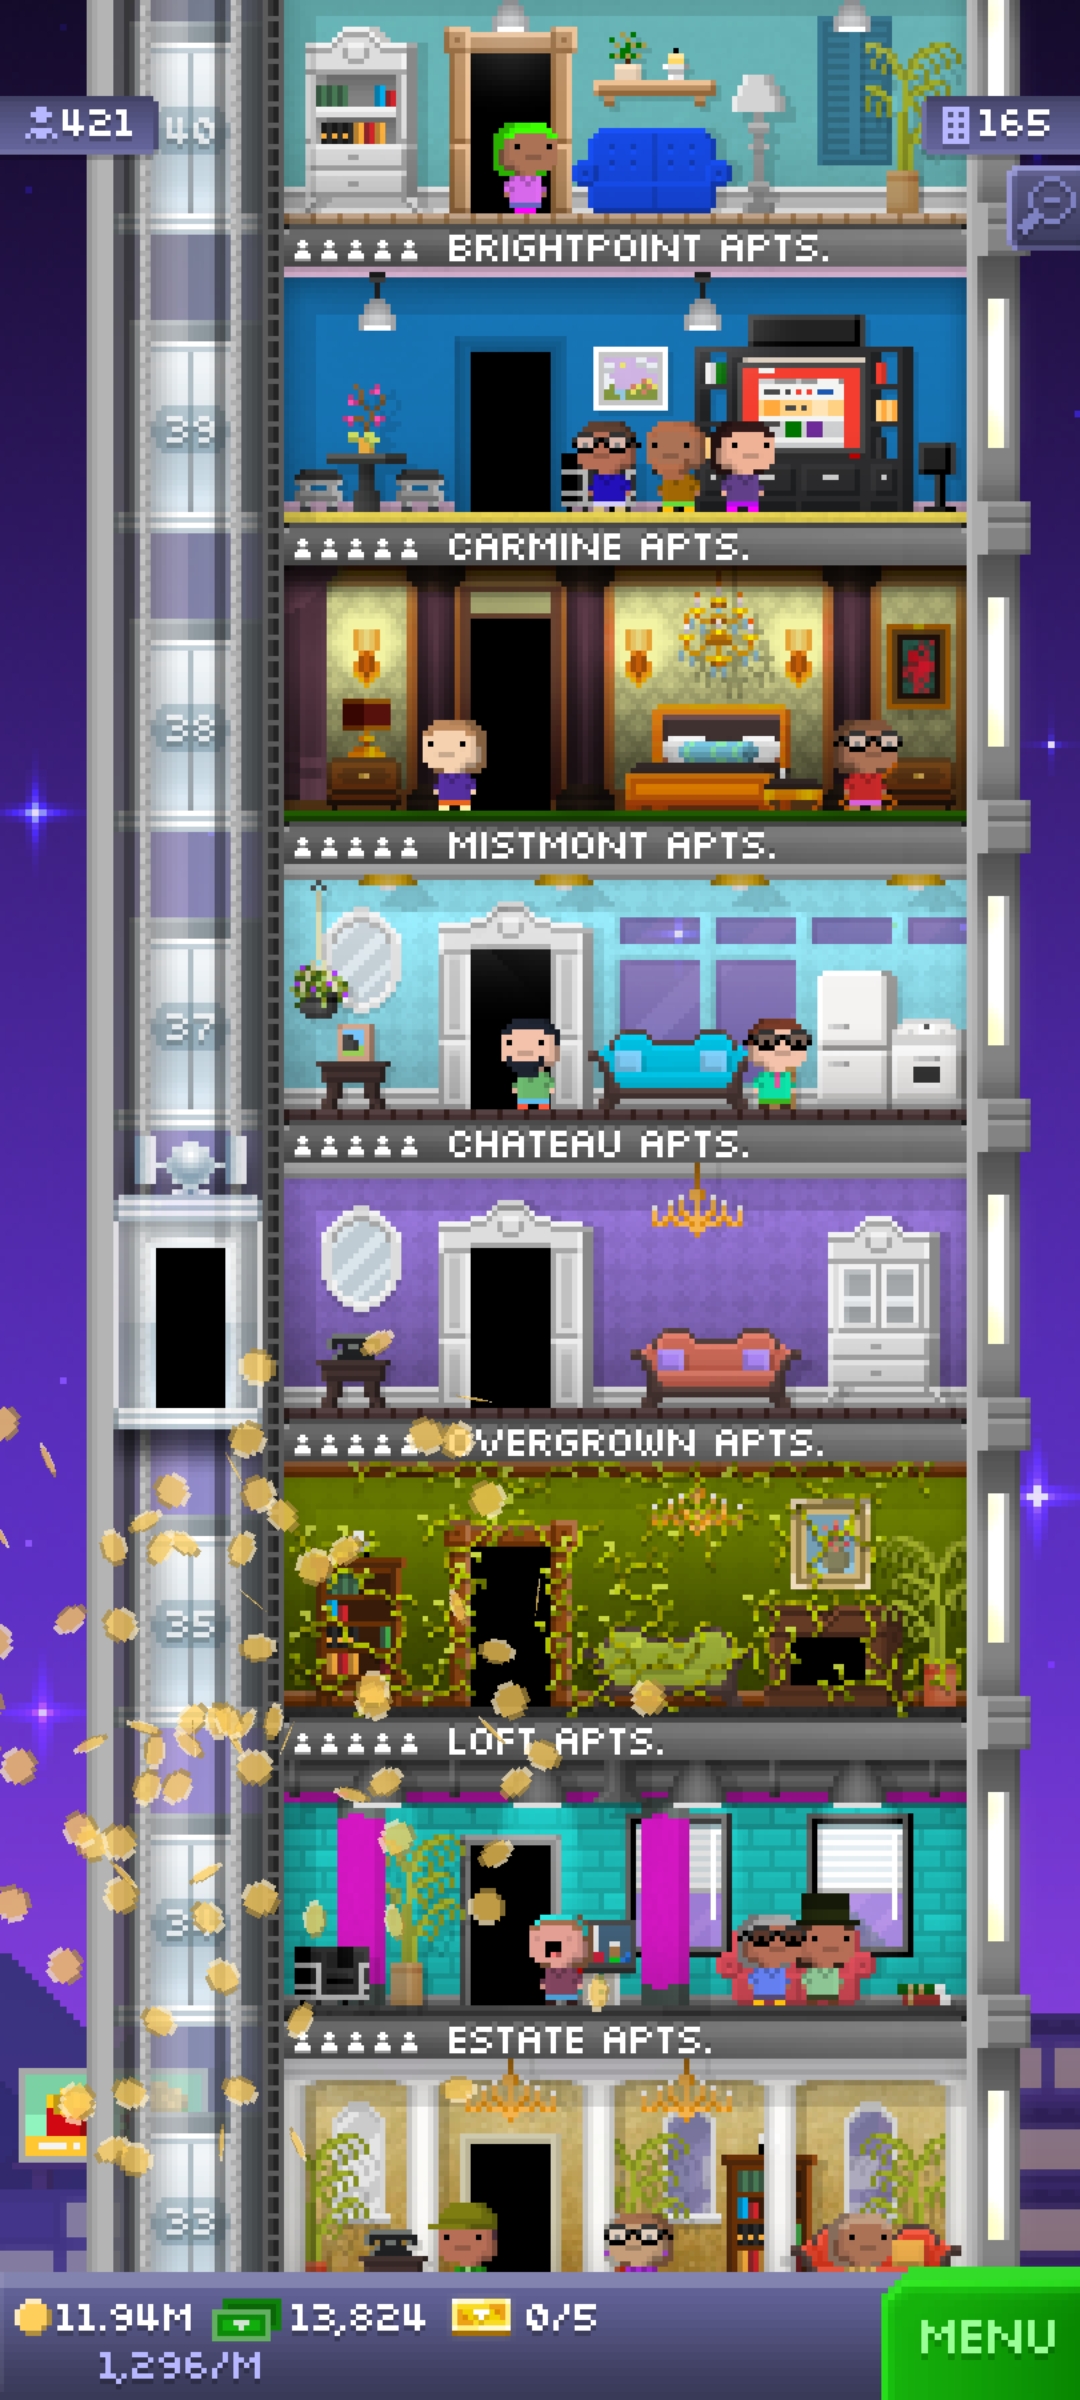 421
40
165
BRIGHTPOINT APTS.
39
CARMINE APTS.
38
MISTMONT APTS.
37
CHATEAU APTS.
OVERGROWN APTS.
35
LOFT APTS.
ESTATE APTS.
33
11.94M 13,824 0/5
1,296/M
MENU